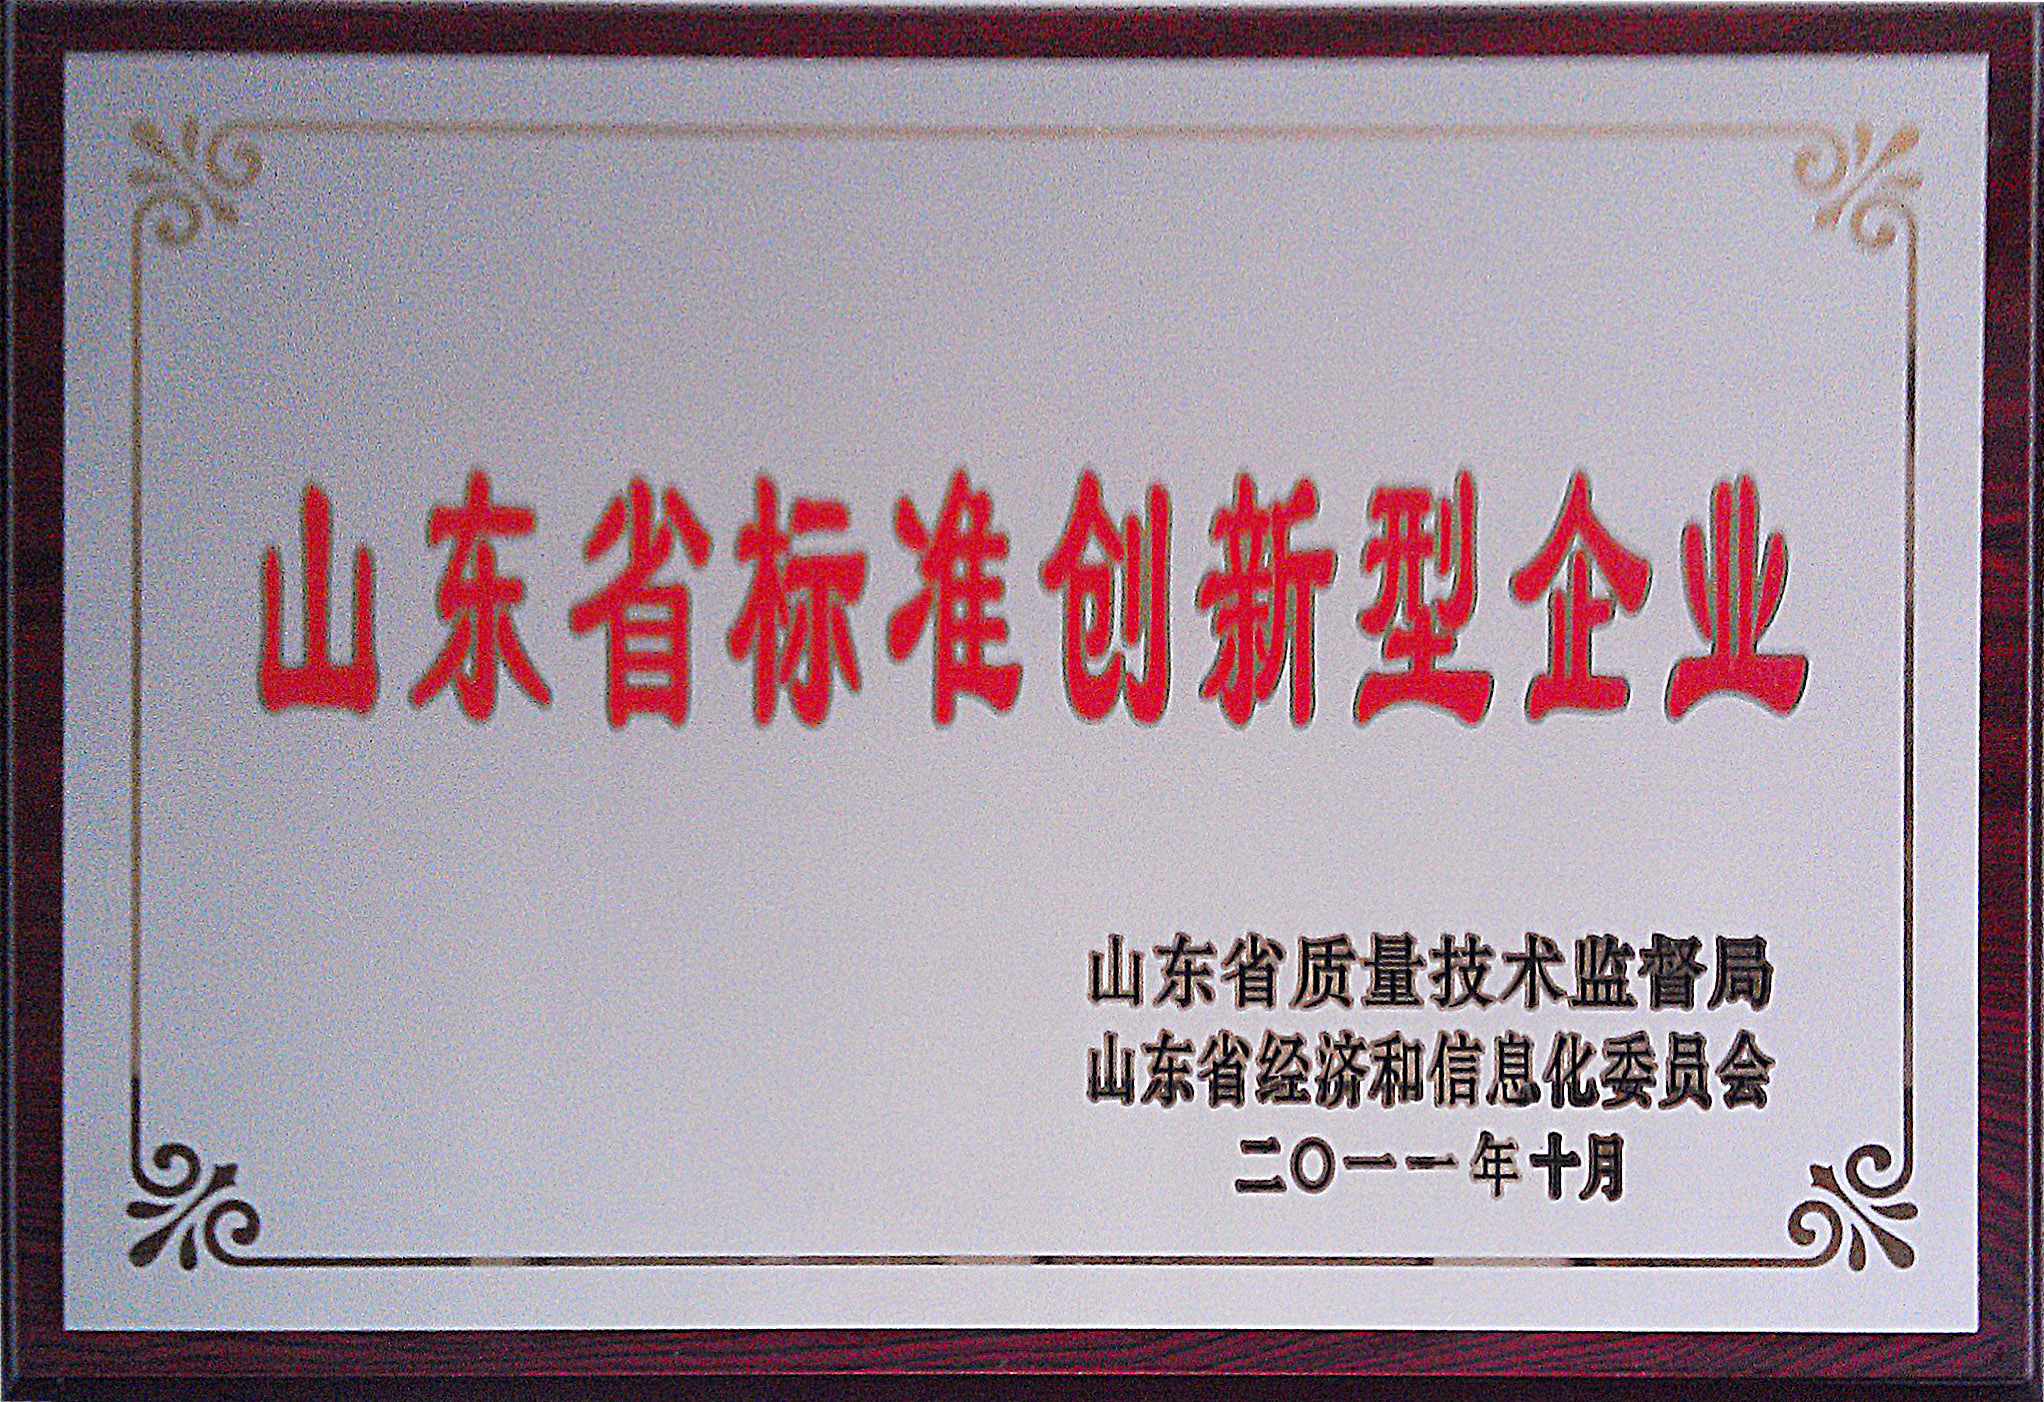 山东省标准创新型企业
山东省质量技术监督局
山东省经济和信息化委员会
二〇一一年十月